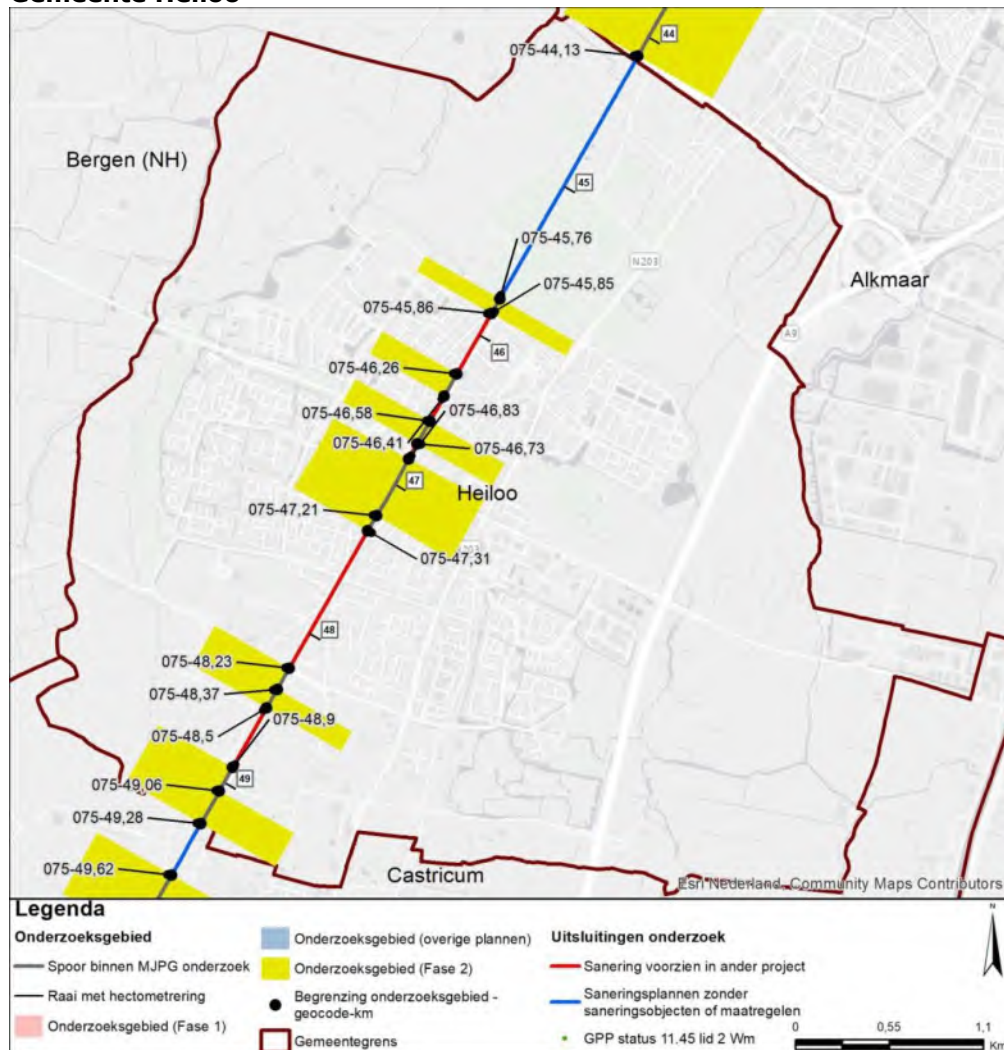 Gemeente Heiloo
44
075-44,13
Bergen (NH)
45
075-45,76
N203
Alkmaar
075-45,85
075-45,86
A9
46
075-46,26
075-46,83
075-46,58
075-46,41
075-46,73
47
Heiloo
075-47,21
075-47,31
48
075-48,23
075-48,37
075-48,9
075-48,5
49
075-49,06
075-49,28
075-49,62
Castricum
Esri Nederland, Community Maps Contributors
Legenda
Onderzoeksgebied
Spoor binnen MJPG onderzoek
Raai met hectometrering
Onderzoeksgebied (Fase 1)
Onderzoeksgebied (overige plannen)
Onderzoeksgebied (Fase 2)
Begrenzing onderzoeksgebied -
geocode-km
Gemeentegrens
Uitsluitingen onderzoek
Sanering voorzien in ander project
Saneringsplannen zonder
saneringsobjecten of maatregelen
GPP status 11.45 lid 2 Wm
N
0 0,55 1,1
Km